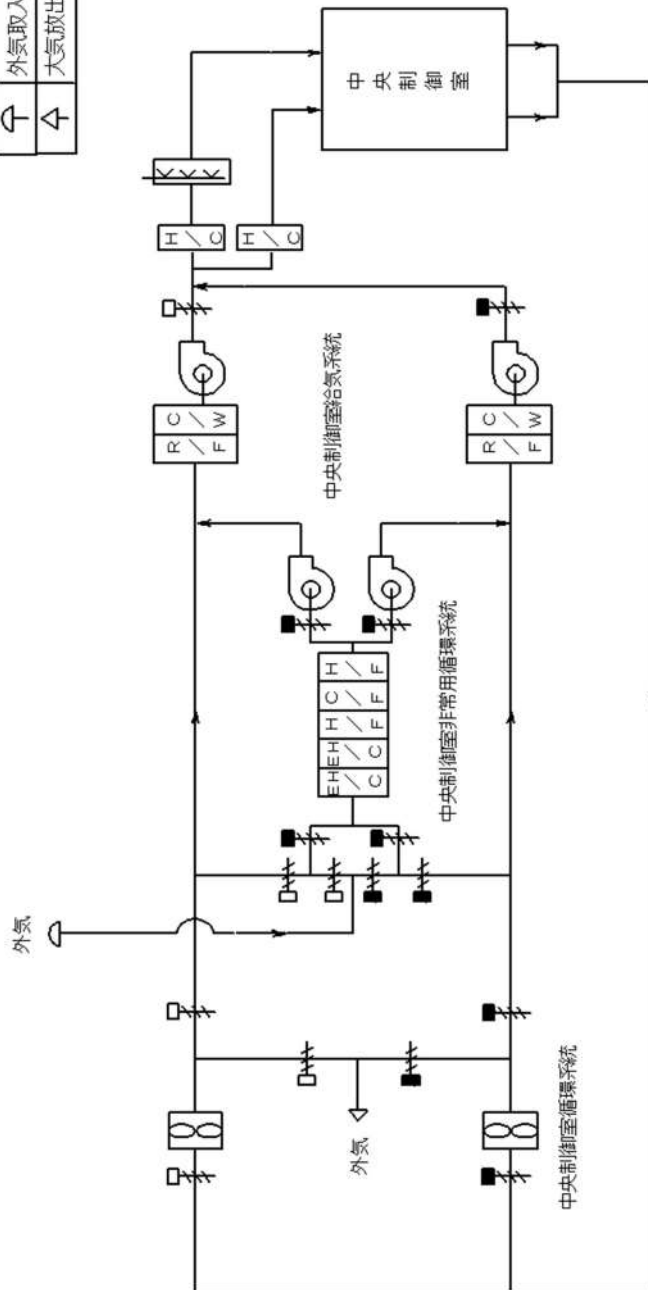 外気取入
大気放出
中央制御室
H/C
H/C
R/F
C/W
中央制御室給気系統
EH/C
EH/C
H/F
C/F
H/F
R/F
C/W
中央制御室非常用循環系統
外気
外気
中央制御室循環系統